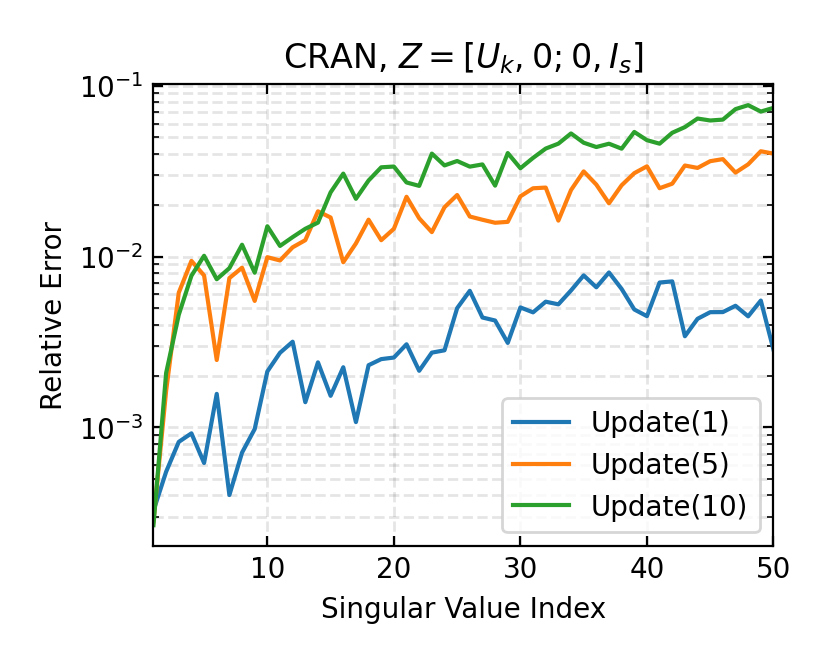 CRAN, Z = [U_k, 0; 0, I_s]
10^{-1}
10^{-2}
10^{-3}
Relative Error
Update(1)
Update(5)
Update(10)
10 20 30 40 50
Singular Value Index